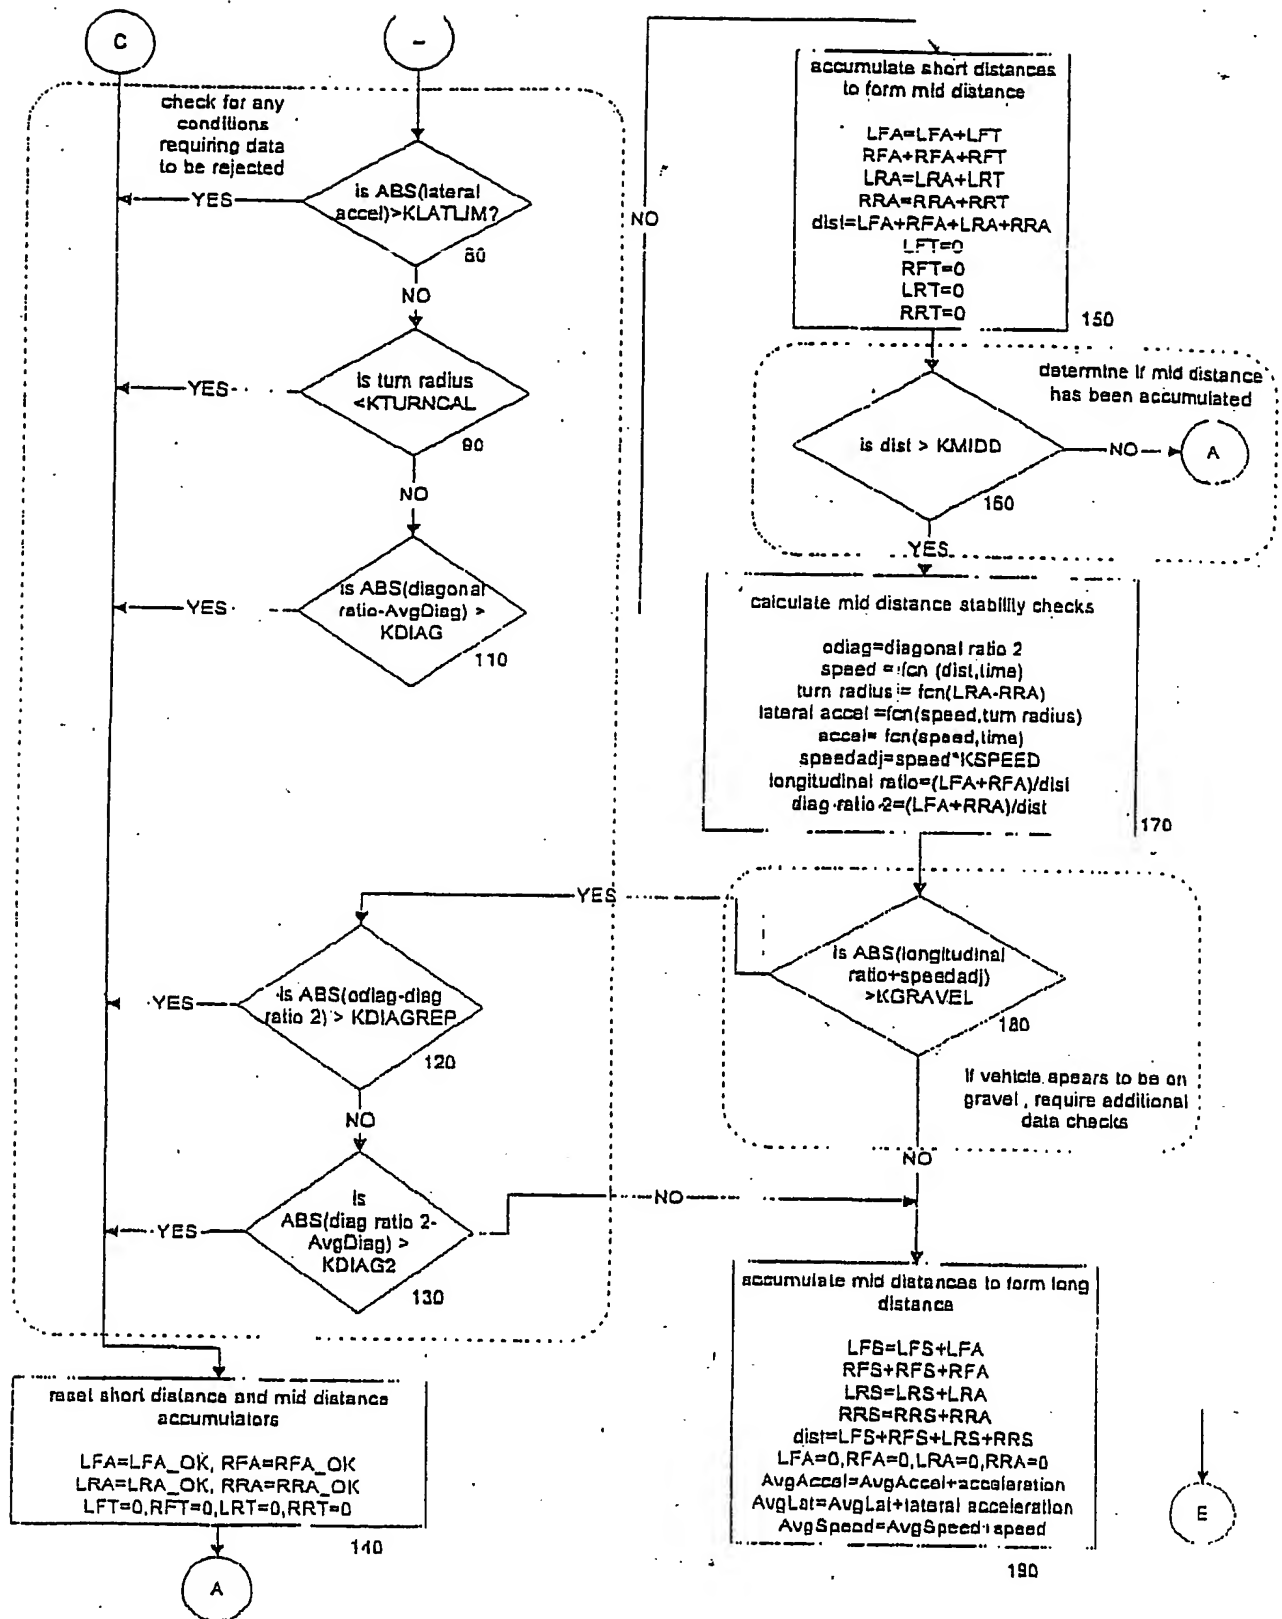 C
check for any
conditions
requiring data
to be rejected
is ABS(lateral
accel)>KLATLIM?
80
YES
NO
is turn radius
<KTURNCAL
90
YES
NO
is ABS(diagonal
ratio-AvgDiag) >
KDIAG
110
YES
NO
accumulate short distances
to form mid distance
LFA=LFA+LFT
RFA+RFA+RFT
LRA=LRA+LRT
RRA=RRA+RRT
dist=LFA+RFA+LRA+RRA
LFT=0
RFT=0
LRT=0
RRT=0
150
determine if mid distance
has been accumulated
is dist > KMIDD
160
NO
A
YES
calculate mid distance stability checks
odiag=diagonal ratio 2
speed = fcn (dist,time)
turn radius = fcn(LRA-RRA)
lateral accel =fcn(speed,turn radius)
accel= fcn(speed,time)
speedadj=speed*KSPEED
longitudinal ratio=(LFA+RFA)/dist
diag ratio 2=(LFA+RRA)/dist
170
YES
is ABS(longitudinal
ratio+speedadj)
>KGRAVEL
180
If vehicle apears to be on
gravel , require additional
data checks
NO
is ABS(odiag-diag
ratio 2) > KDIAGREP
120
YES
NO
is
ABS(diag ratio 2-
AvgDiag) >
KDIAG2
130
YES
NO
reset short distance and mid distance
accumulators
LFA=LFA_OK, RFA=RFA_OK
LRA=LRA_OK, RRA=RRA_OK
LFT=0,RFT=0,LRT=0,RRT=0
140
A
accumulate mid distances to form long
distance
LFS=LFS+LFA
RFS+RFS+RFA
LRS=LRS+LRA
RRS=RRS+RRA
dist=LFS+RFS+LRS+RRS
LFA=0,RFA=0,LRA=0,RRA=0
AvgAccel=AvgAccel+acceleration
AvgLat=AvgLat+lateral acceleration
AvgSpeed=AvgSpeed+speed
190
E